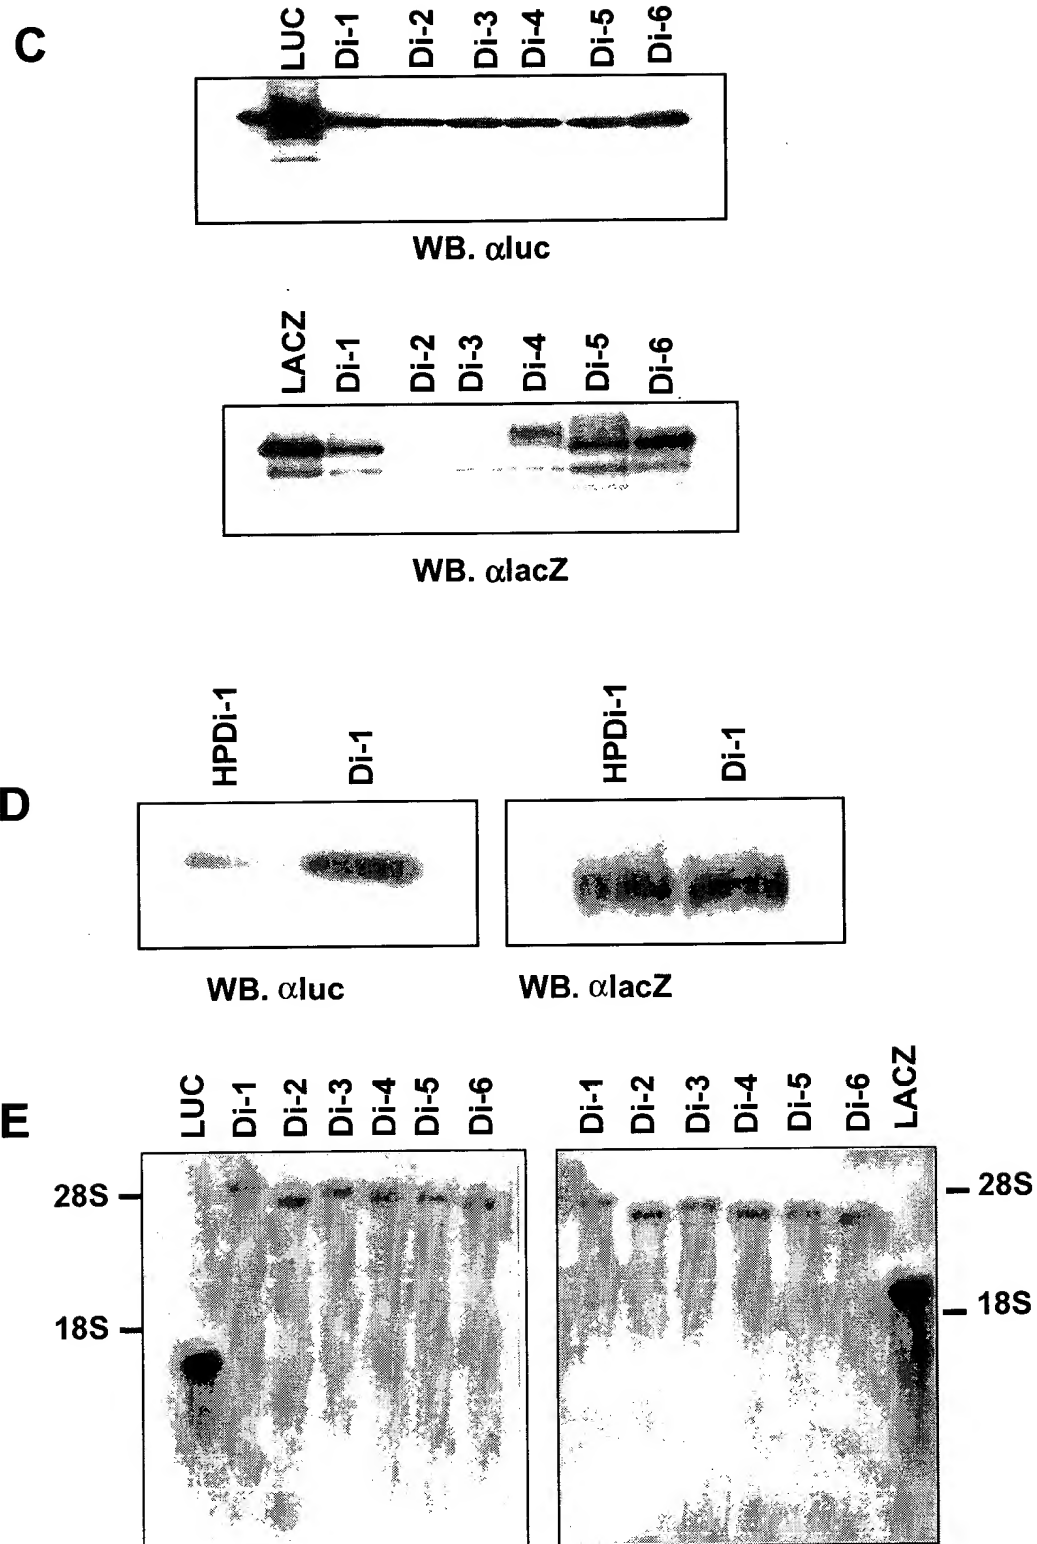 C
LUC Di-1 Di-2 Di-3 Di-4 Di-5 Di-6
WB. αluc
LACZ Di-1 Di-2 Di-3 Di-4 Di-5 Di-6
WB. αlacZ
D
HPDi-1 Di-1
HPDi-1 Di-1
WB. αluc
WB. αlacZ
E
LUC Di-1 Di-2 Di-3 Di-4 Di-5 Di-6
28S
18S
Di-1 Di-2 Di-3 Di-4 Di-5 Di-6 LACZ
28S
18S